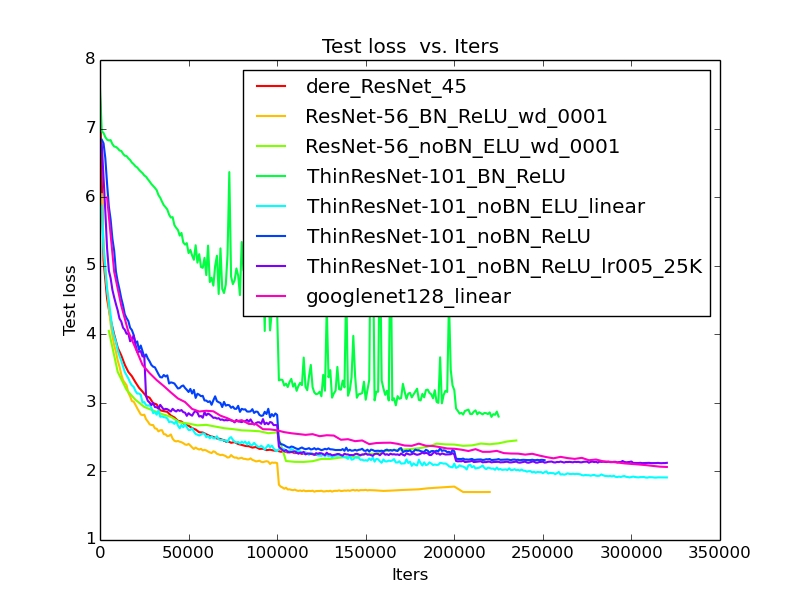 Test loss  vs. Iters
8
7
6
5
4
3
2
1
Test loss
dere_ResNet_45
ResNet-56_BN_ReLU_wd_0001
ResNet-56_noBN_ELU_wd_0001
ThinResNet-101_BN_ReLU
ThinResNet-101_noBN_ELU_linear
ThinResNet-101_noBN_ReLU
ThinResNet-101_noBN_ReLU_lr005_25K
googlenet128_linear
0 50000 100000 150000 200000 250000 300000 350000
Iters